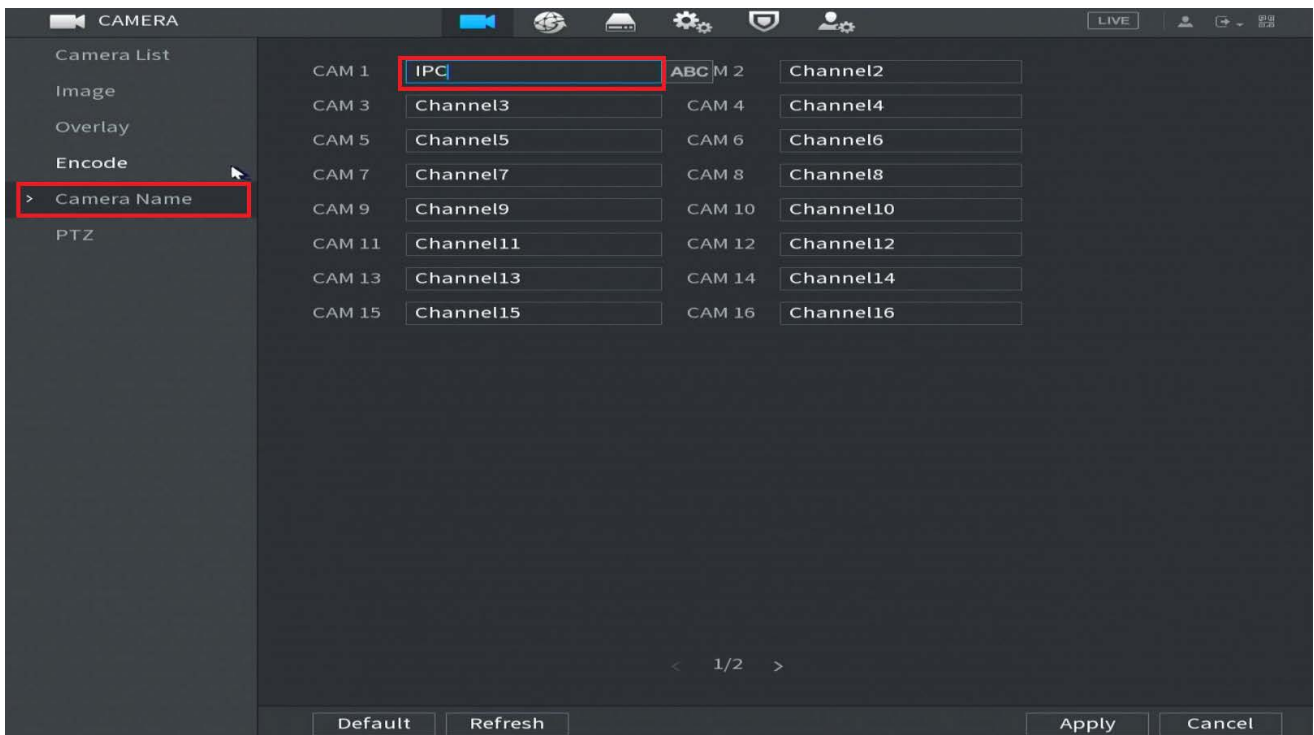 CAMERA LIVE
Camera List
Image
Overlay
Encode
> Camera Name
PTZ
CAM 1 IPC ABC M 2 Channel2
CAM 3 Channel3 CAM 4 Channel4
CAM 5 Channel5 CAM 6 Channel6
CAM 7 Channel7 CAM 8 Channel8
CAM 9 Channel9 CAM 10 Channel10
CAM 11 Channel11 CAM 12 Channel12
CAM 13 Channel13 CAM 14 Channel14
CAM 15 Channel15 CAM 16 Channel16
< 1/2 >
Default Refresh Apply Cancel